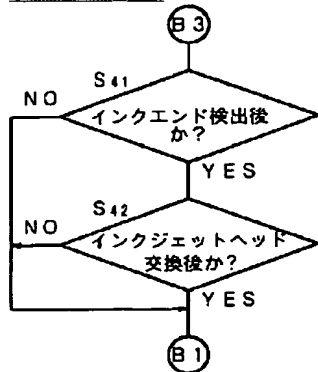 B3
S41
NO
インクエンド検出後
か?
YES
S42
NO
インクジェットヘッド
交換後か?
YES
B1